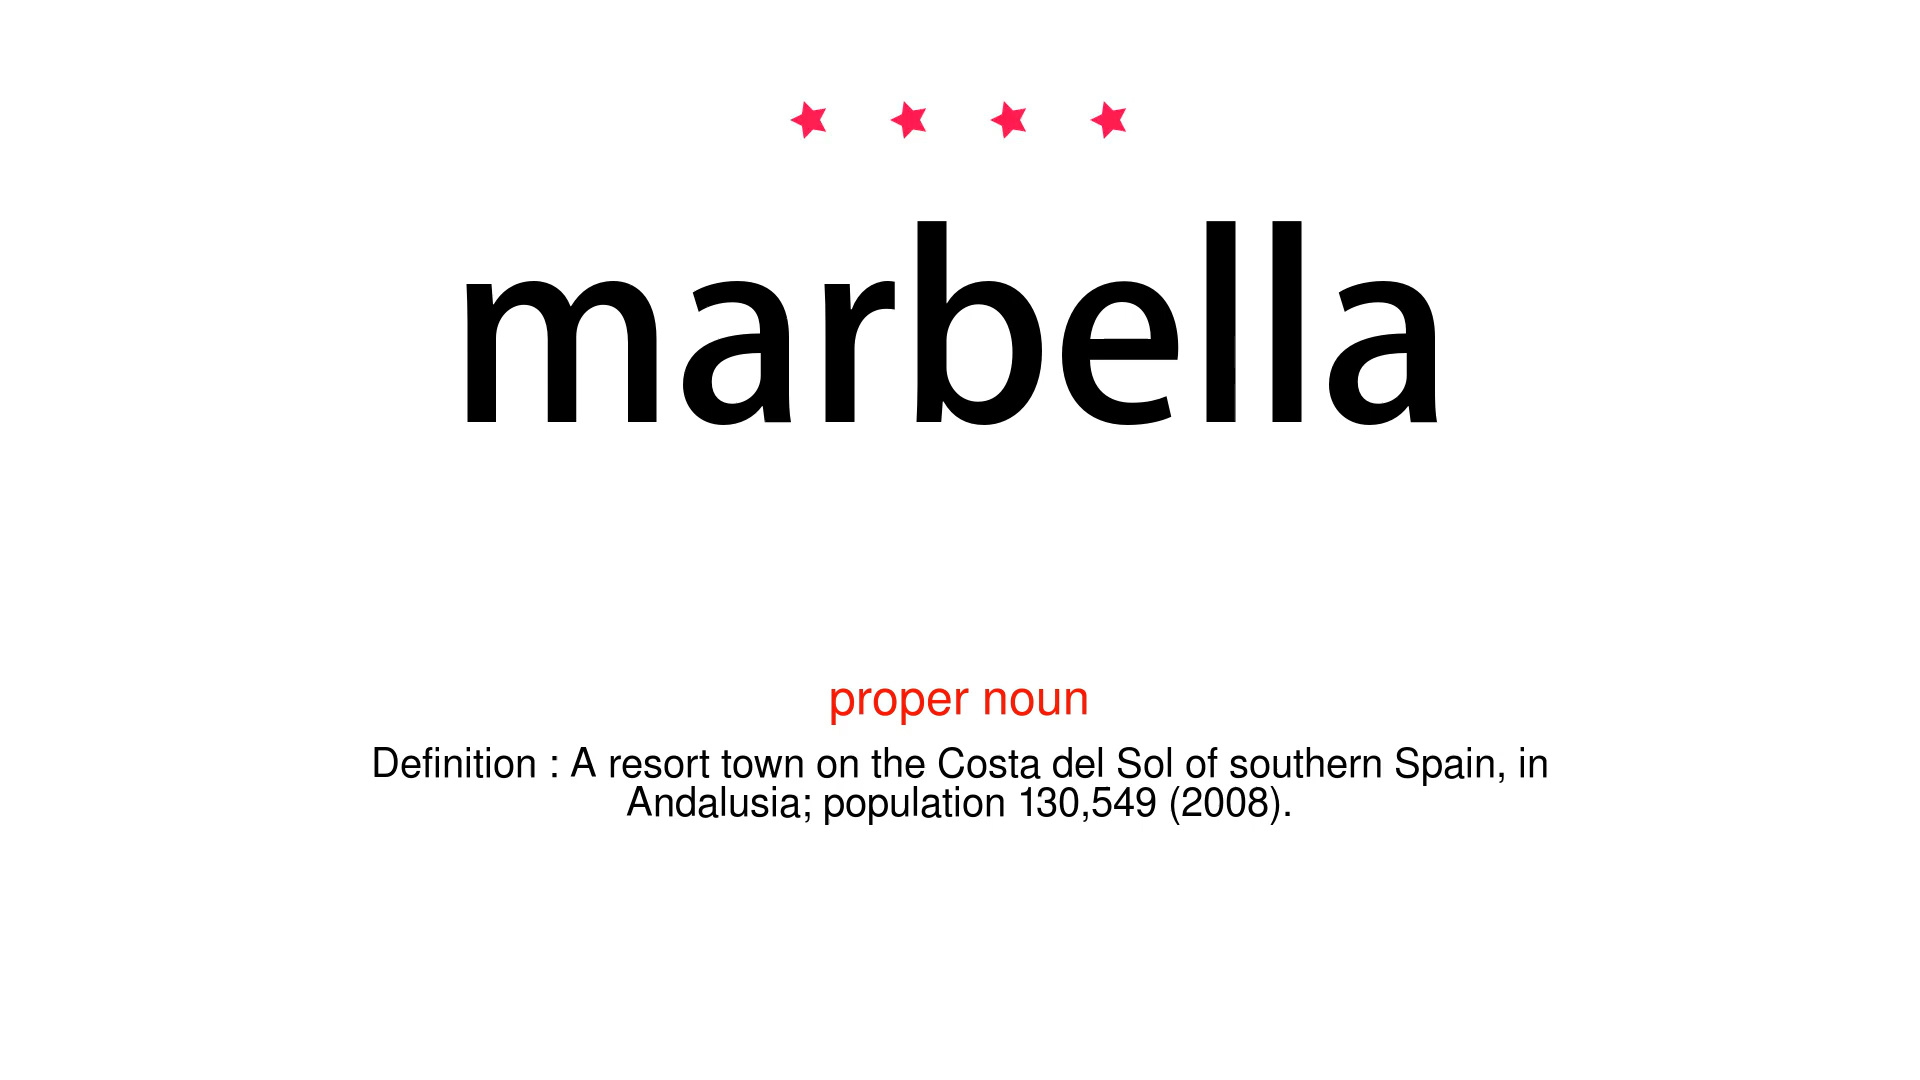 marbella
proper noun
Definition : A resort town on the Costa del Sol of southern Spain, in
Andalusia; population 130,549 (2008).